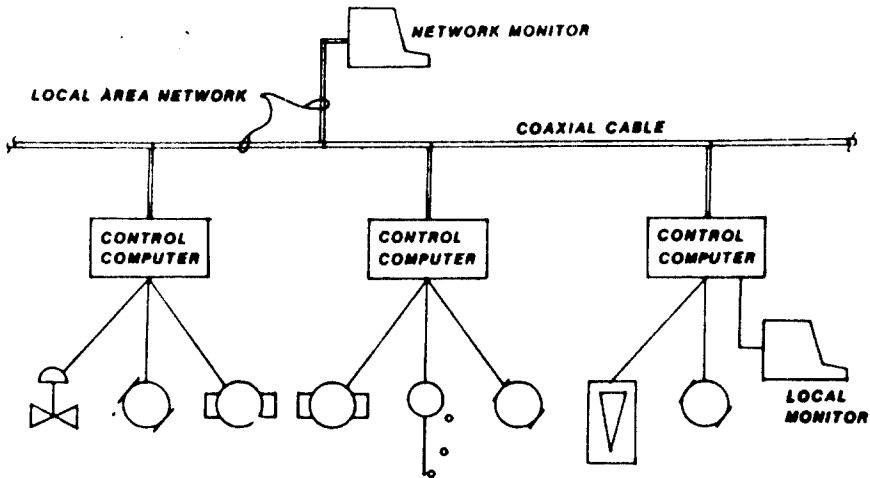 NETWORK MONITOR
LOCAL AREA NETWORK
COAXIAL CABLE
CONTROL
COMPUTER
CONTROL
COMPUTER
CONTROL
COMPUTER
LOCAL
MONITOR